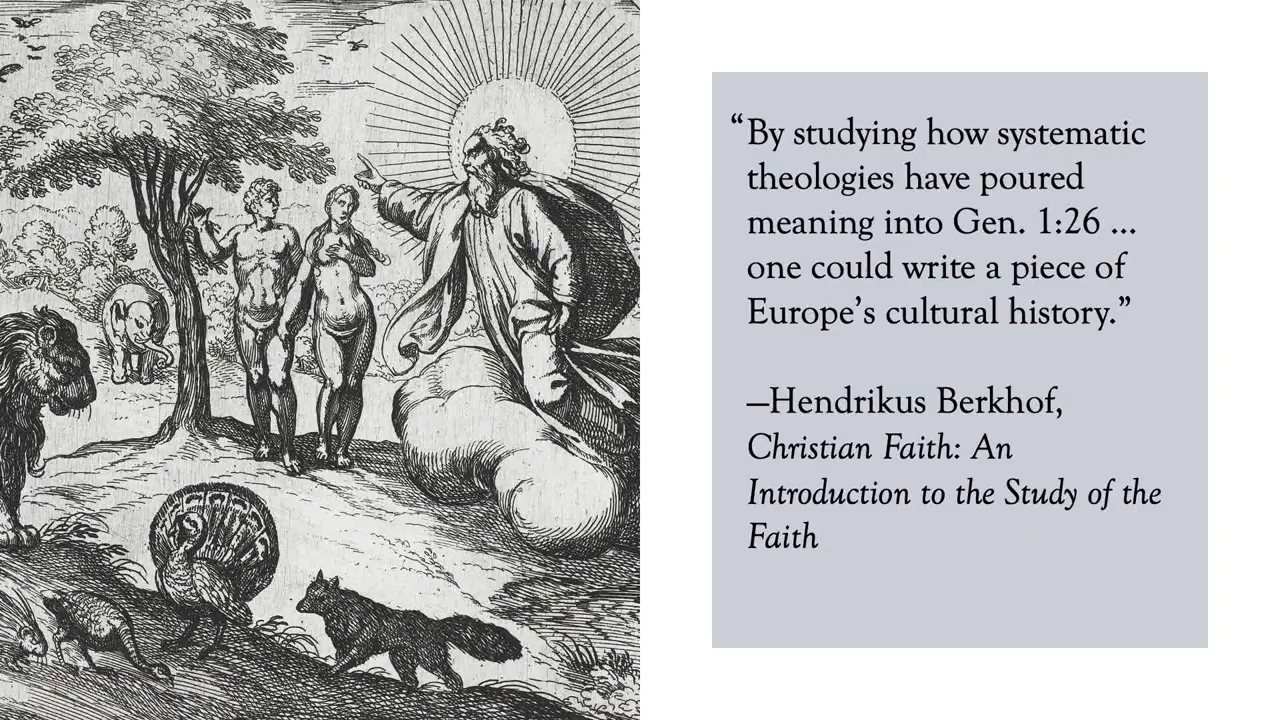 “By studying how systematic
theologies have poured
meaning into Gen. 1:26 ...
one could write a piece of
Europe’s cultural history.”
—Hendrikus Berkhof,
Christian Faith: An
Introduction to the Study of the
Faith